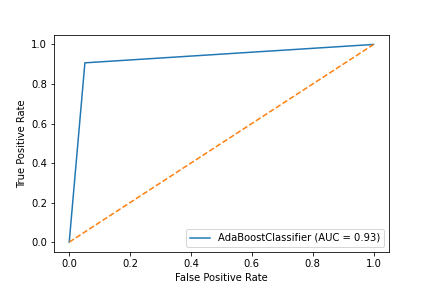 1.0
0.8
0.6
0.4
0.2
0.0
True Positive Rate
AdaBoostClassifier (AUC = 0.93)
0.0 0.2 0.4 0.6 0.8 1.0
False Positive Rate